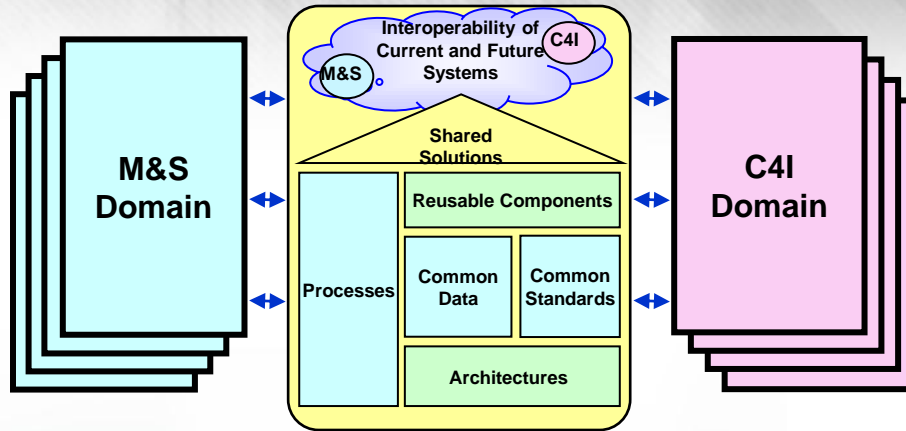 Interoperability of
Current and Future
Systems
C4I
M&S
Shared
Solutions
M&S
Domain
Processes
Reusable Components
Common
Data
Common
Standards
Architectures
C4I
Domain